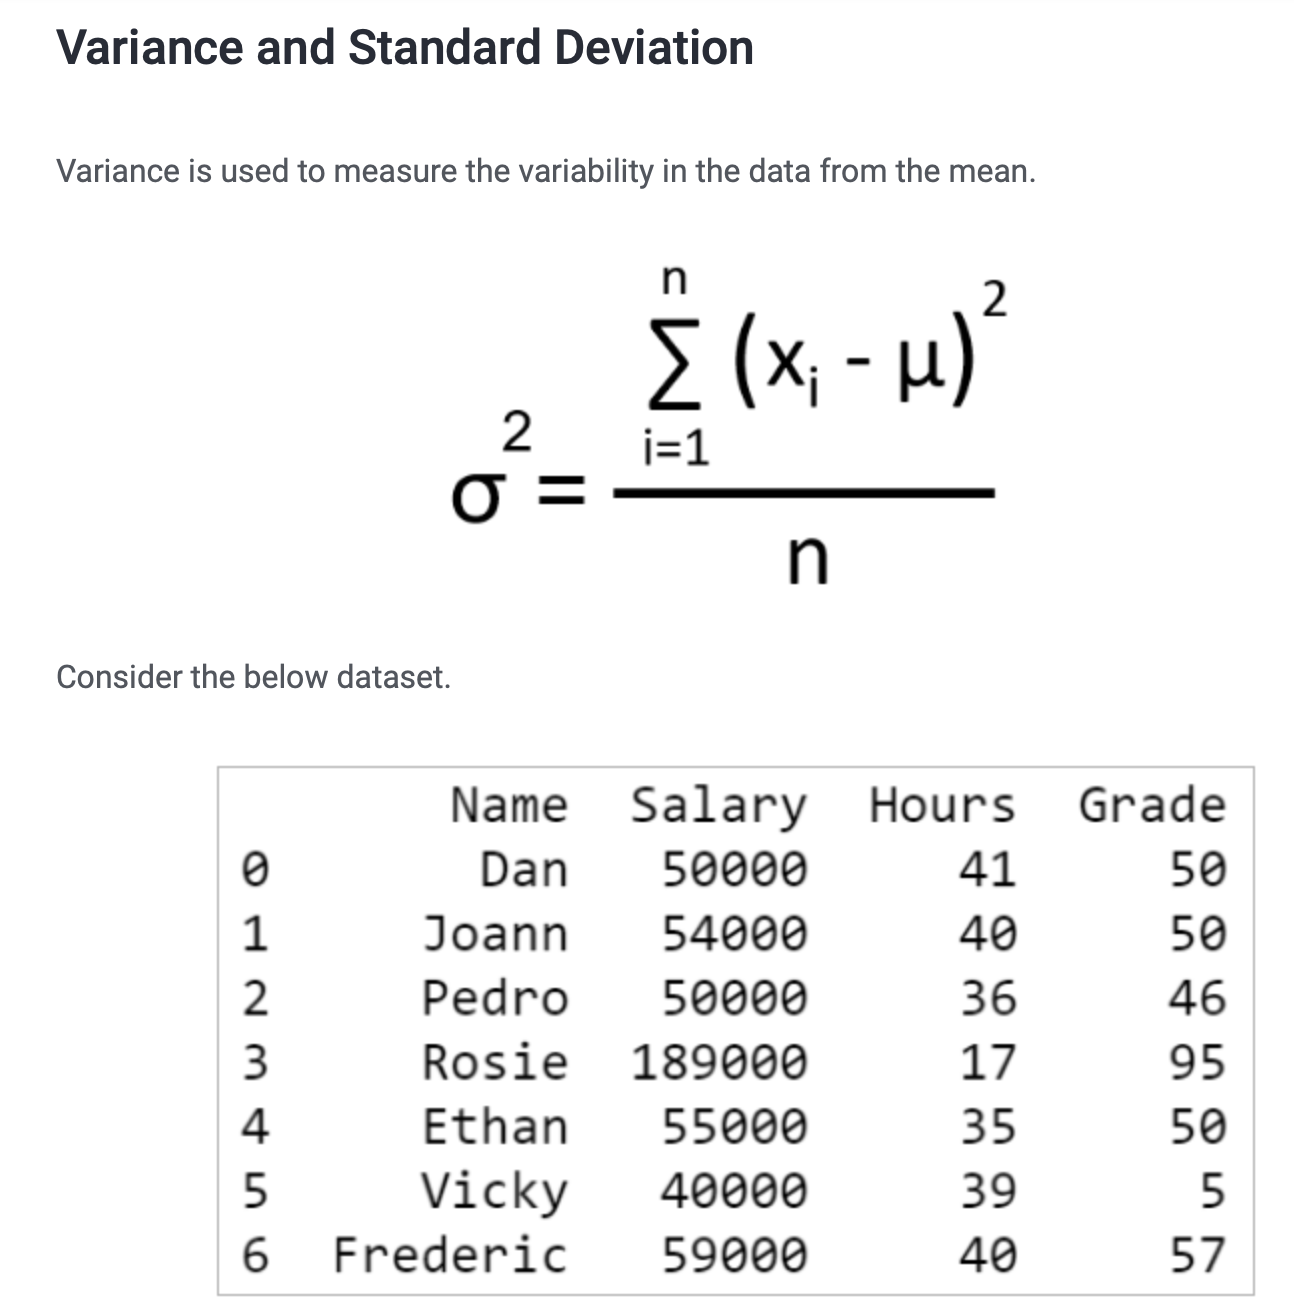 Variance and Standard Deviation
Variance is used to measure the variability in the data from the mean.
σ² = Σ_{i=1}^{n} (xᵢ - μ)² / n
Consider the below dataset.
Name Salary Hours Grade
0 Dan 50000 41 50
1 Joann 54000 40 50
2 Pedro 50000 36 46
3 Rosie 189000 17 95
4 Ethan 55000 35 50
5 Vicky 40000 39 5
6 Frederic 59000 40 57